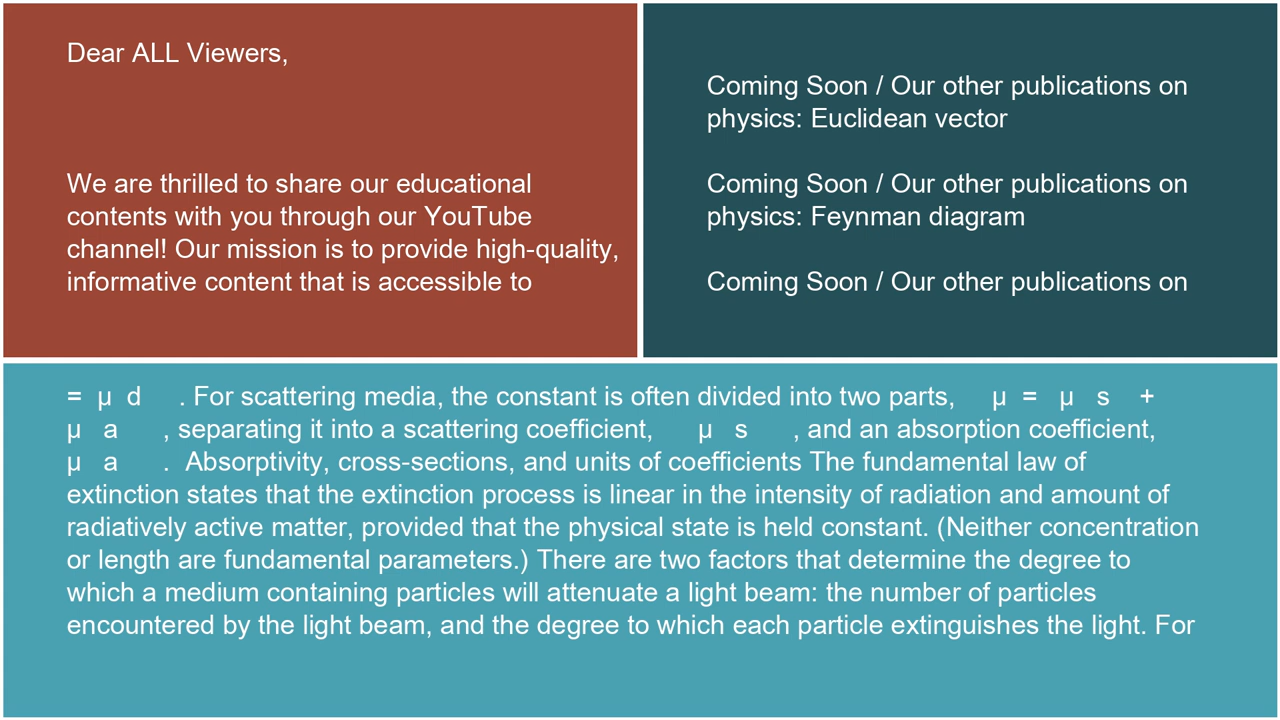 Dear ALL Viewers,
We are thrilled to share our educational
contents with you through our YouTube
channel! Our mission is to provide high-quality,
informative content that is accessible to
Coming Soon / Our other publications on
physics: Euclidean vector
Coming Soon / Our other publications on
physics: Feynman diagram
Coming Soon / Our other publications on
= μ d . For scattering media, the constant is often divided into two parts, μ = μ s +
μ a , separating it into a scattering coefficient, μ s , and an absorption coefficient,
μ a . Absorptivity, cross-sections, and units of coefficients The fundamental law of
extinction states that the extinction process is linear in the intensity of radiation and amount of
radiatively active matter, provided that the physical state is held constant. (Neither concentration
or length are fundamental parameters.) There are two factors that determine the degree to
which a medium containing particles will attenuate a light beam: the number of particles
encountered by the light beam, and the degree to which each particle extinguishes the light. For